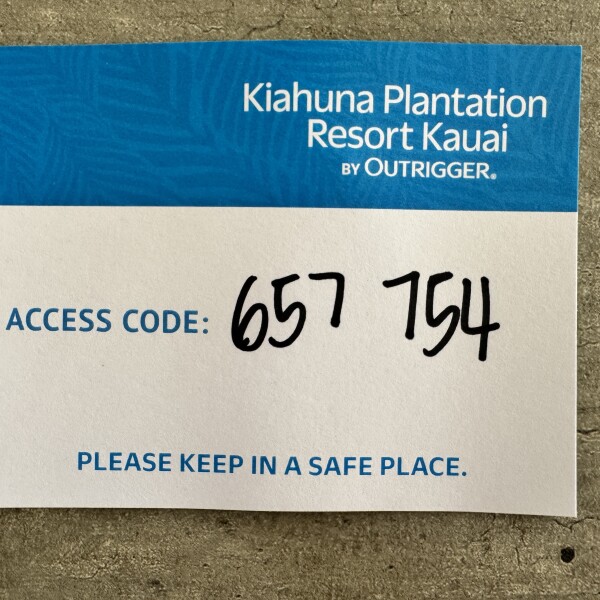 Kiahuna Plantation
Resort Kauai
BY OUTRIGGER®
ACCESS CODE: 657 754
PLEASE KEEP IN A SAFE PLACE.